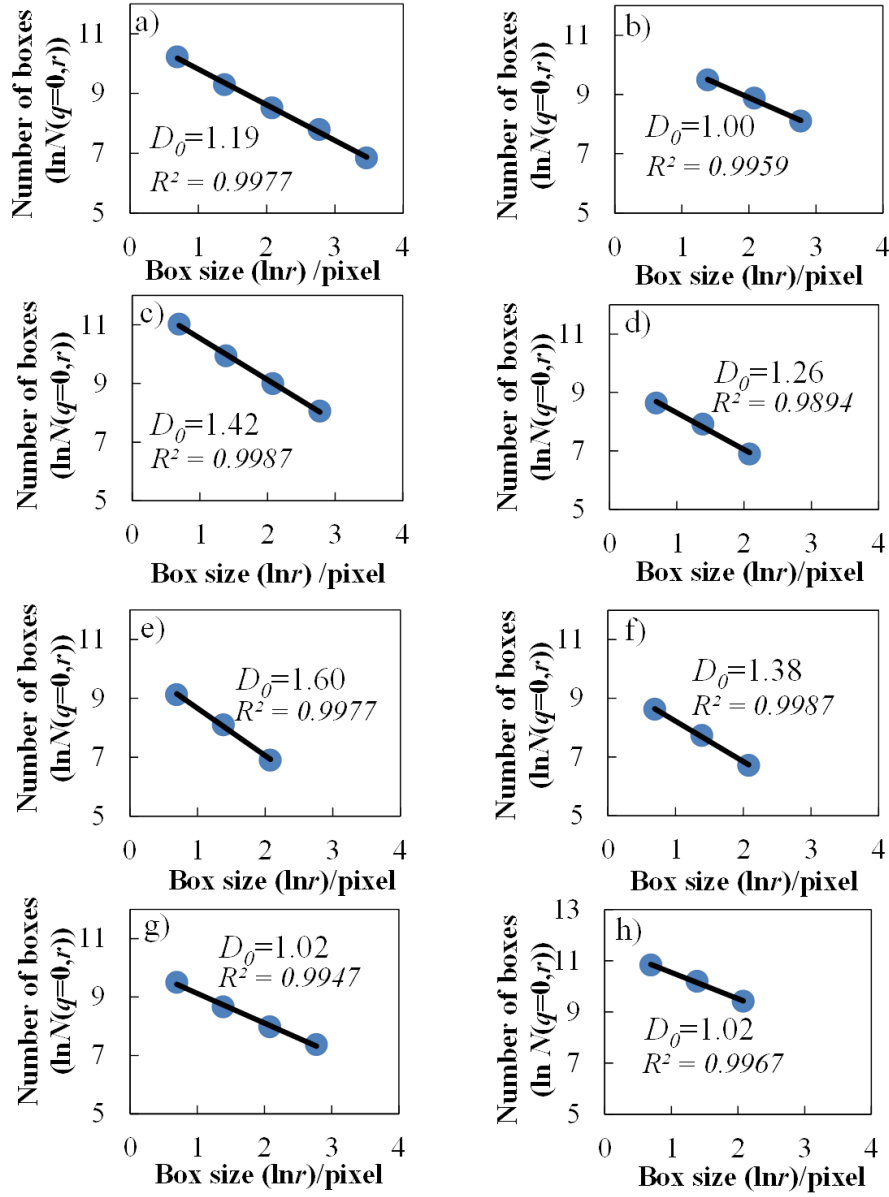 Number of boxes
(lnN(q=0,r))
a)
11
9
7
5
D0=1.19
R² = 0.9977
0 1 2 3 4
Box size (lnr) /pixel
Number of boxes
(lnN(q=0,r))
b)
11
9
7
5
D0=1.00
R² = 0.9959
0 1 2 3 4
Box size (lnr)/pixel
Number of boxes
(lnN(q=0,r))
c)
11
9
7
5
D0=1.42
R² = 0.9987
0 1 2 3 4
Box size (lnr) /pixel
Number of boxes
(lnN(q=0,r))
d)
11
9
7
5
D0=1.26
R² = 0.9894
0 1 2 3 4
Box size (lnr)/pixel
Number of boxes
(lnN(q=0,r))
e)
11
9
7
5
D0=1.60
R² = 0.9977
0 1 2 3 4
Box size (lnr)/pixel
Number of boxes
(lnN(q=0,r))
f)
11
9
7
5
D0=1.38
R² = 0.9987
0 1 2 3 4
Box size (lnr)/pixel
Number of boxes
(lnN(q=0,r))
g)
11
9
7
5
D0=1.02
R² = 0.9947
0 1 2 3 4
Box size (lnr)/pixel
Number of boxes
(ln N(q=0,r))
h)
13
11
9
7
5
D0=1.02
R² = 0.9967
0 1 2 3 4
Box size (lnr)/pixel